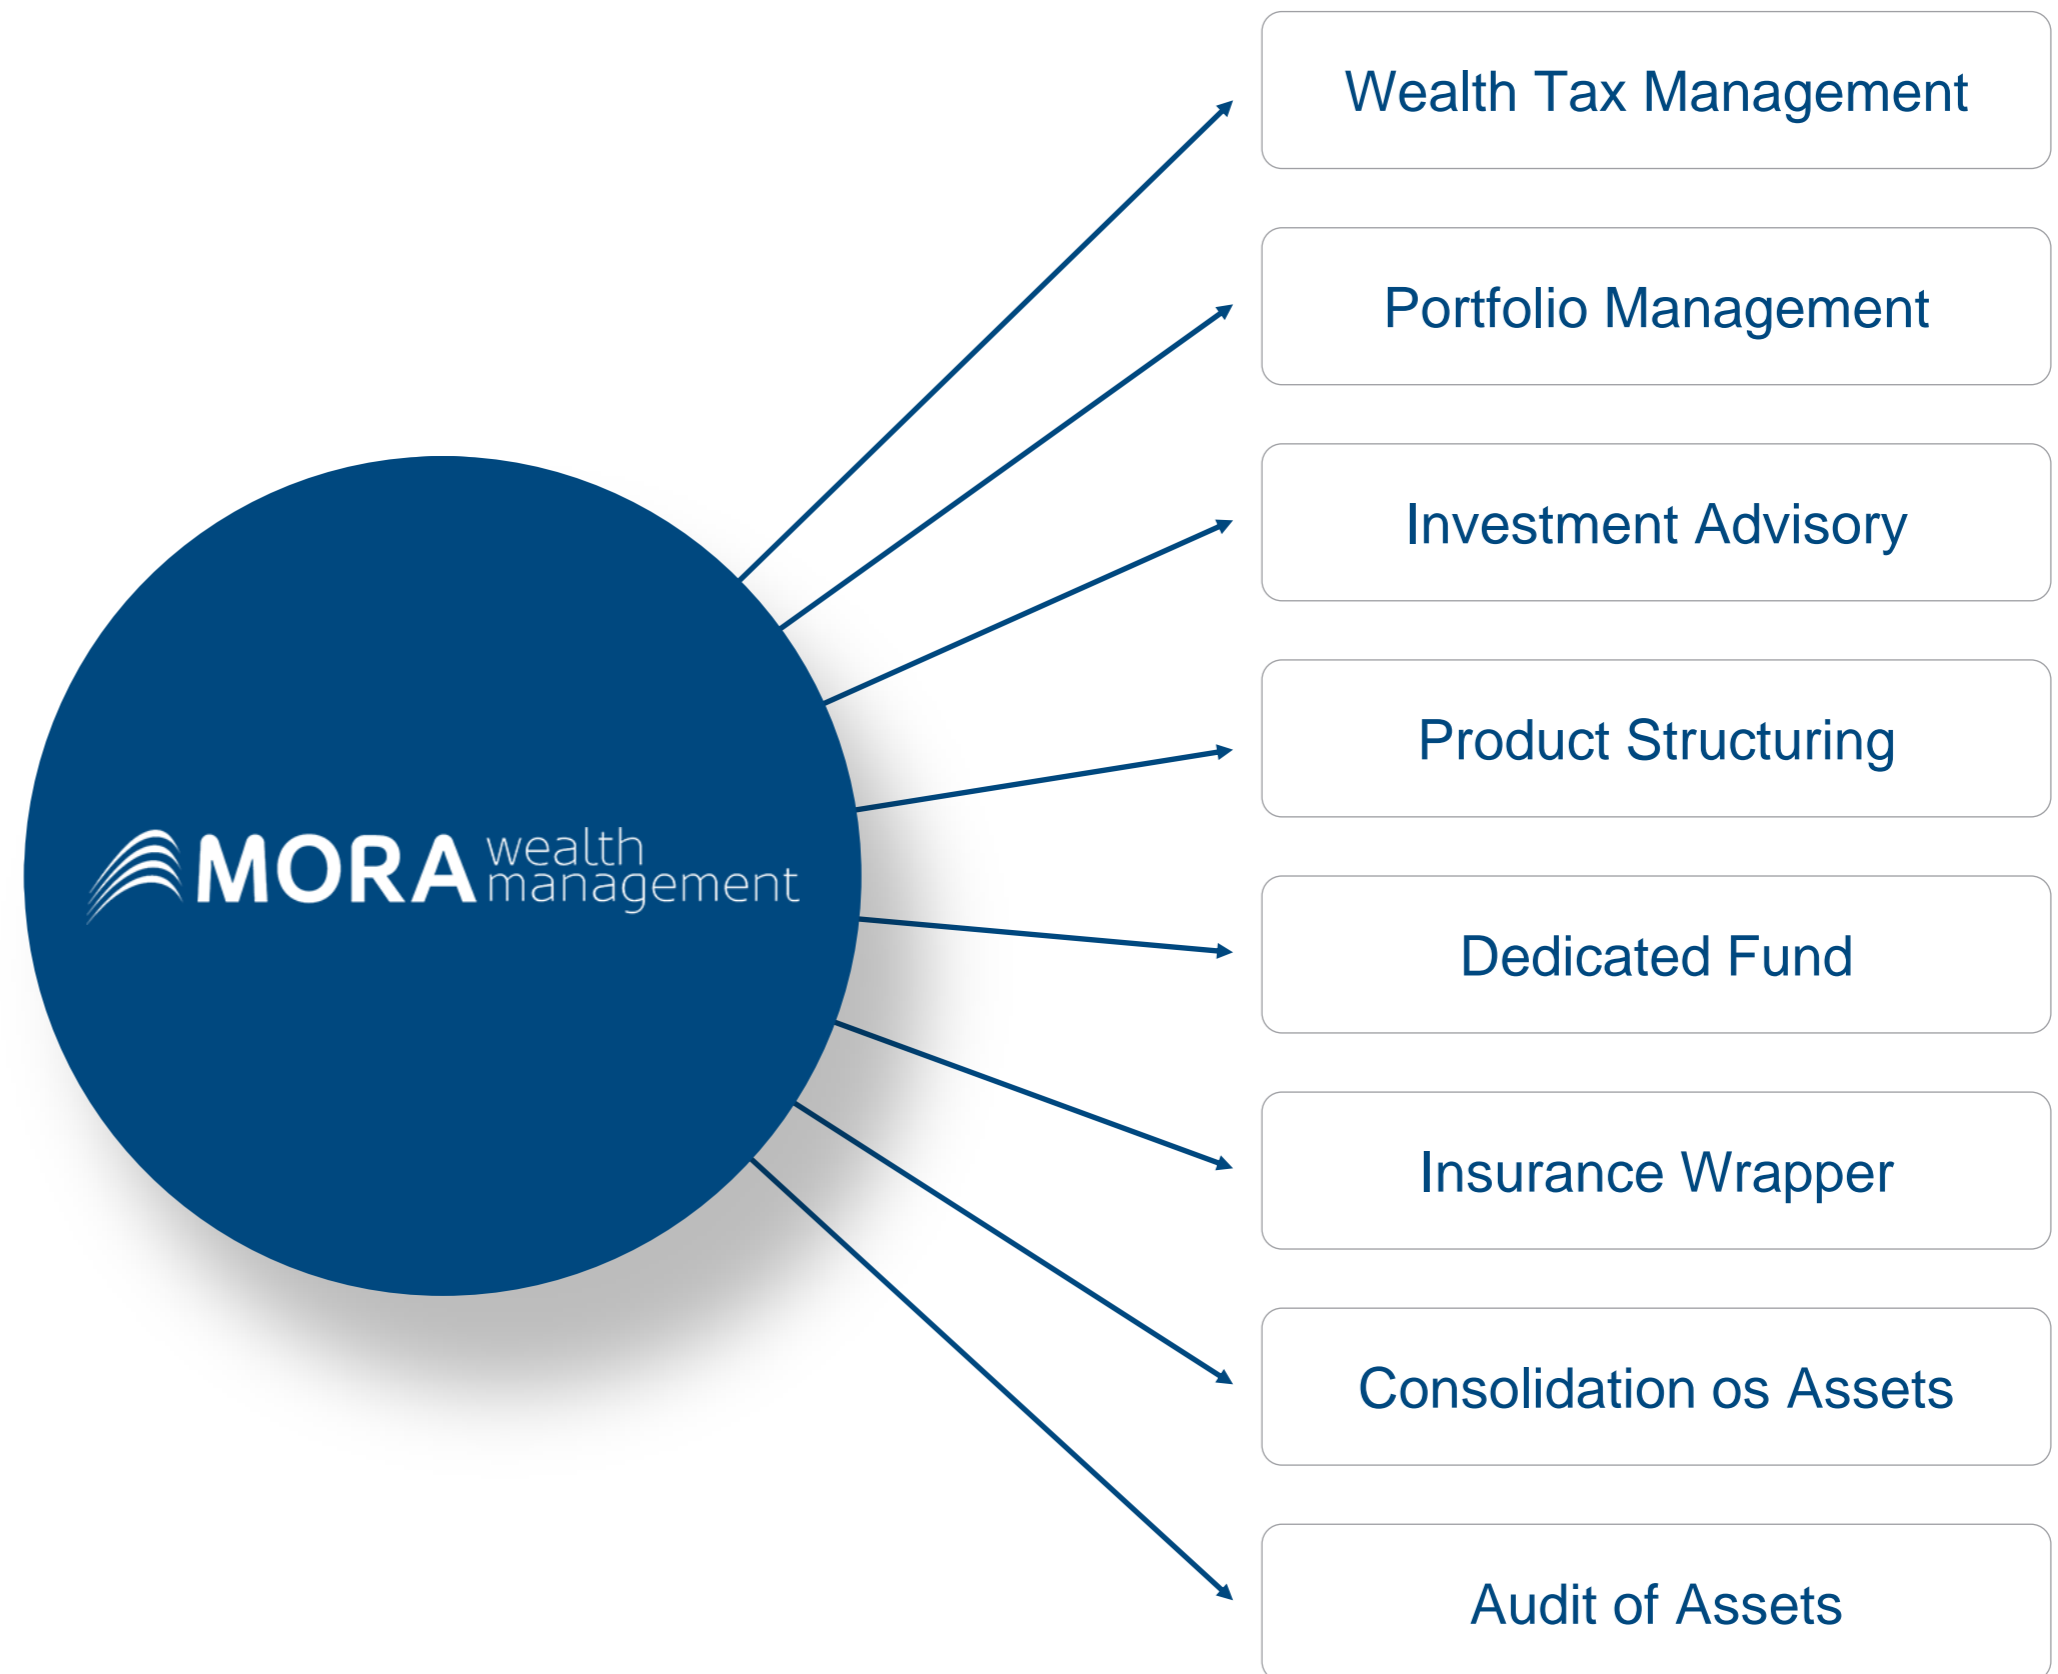 Wealth Tax Management
Portfolio Management
Investment Advisory
Product Structuring
MORA wealth
management
Dedicated Fund
Insurance Wrapper
Consolidation os Assets
Audit of Assets